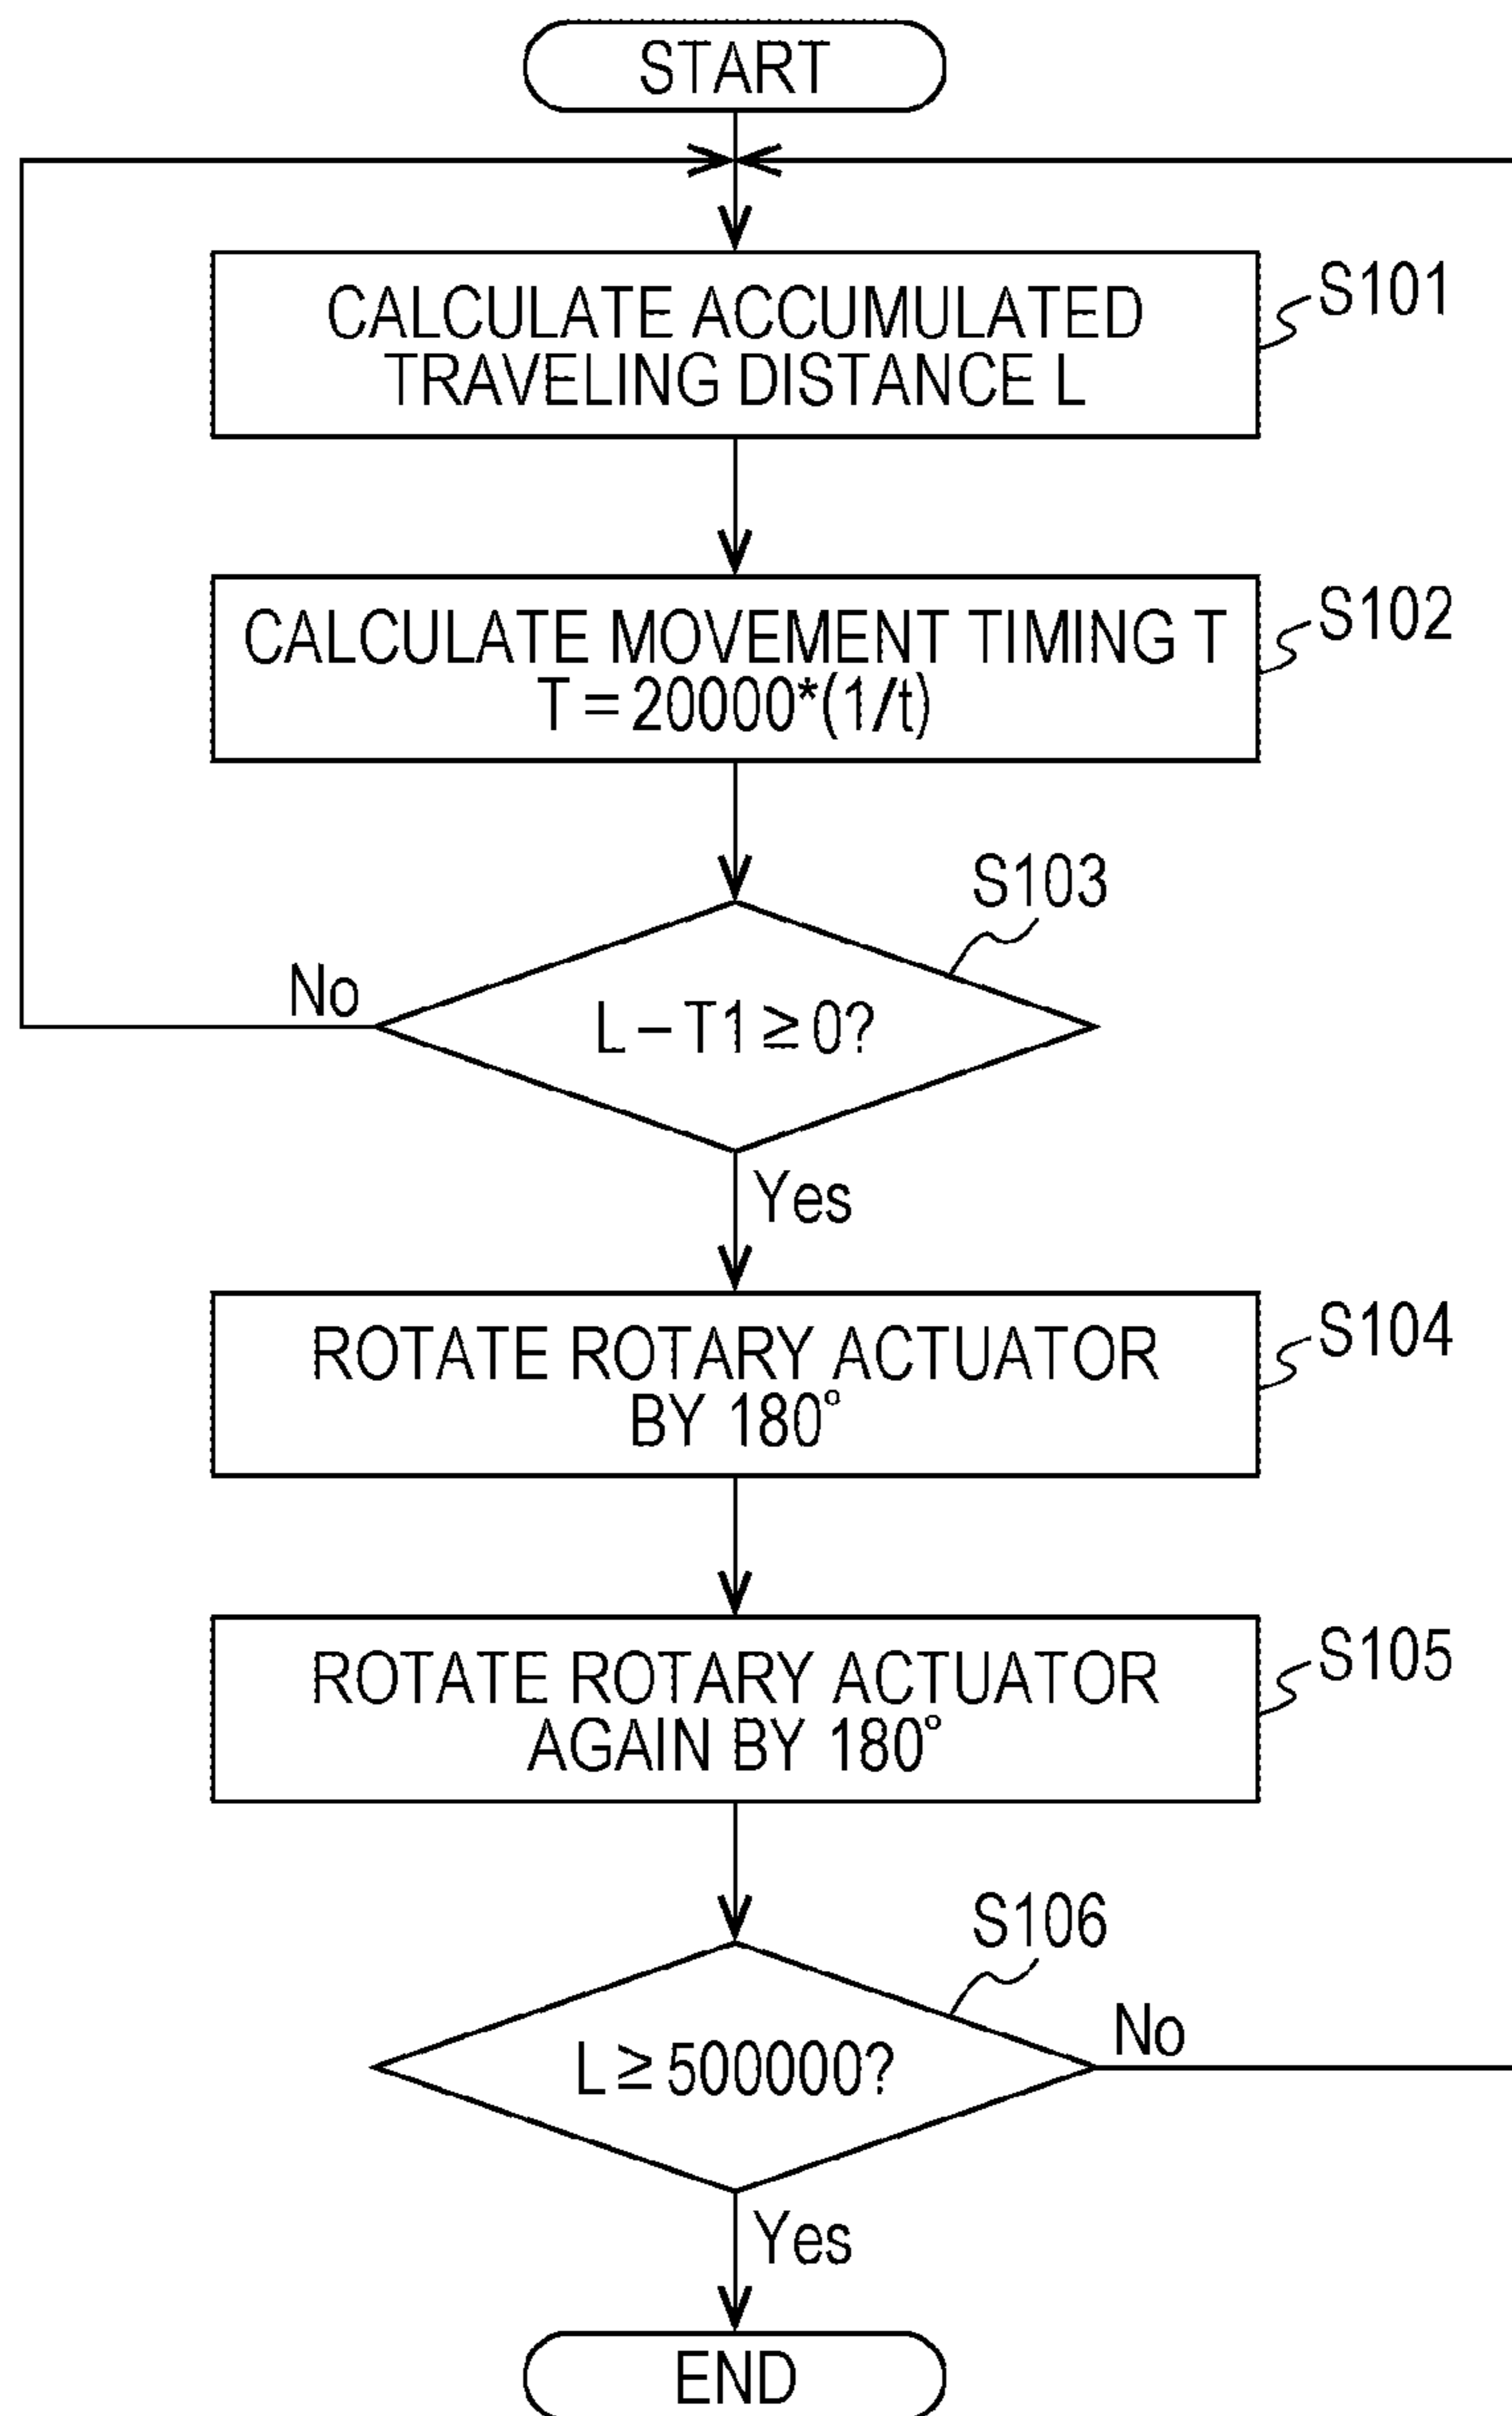 START
CALCULATE ACCUMULATED
TRAVELING DISTANCE L
S101
CALCULATE MOVEMENT TIMING T
T=20000*(1/t)
S102
S103
No
L-T1≥0?
Yes
ROTATE ROTARY ACTUATOR
BY 180°
S104
ROTATE ROTARY ACTUATOR
AGAIN BY 180°
S105
S106
L≥500000?
No
Yes
END